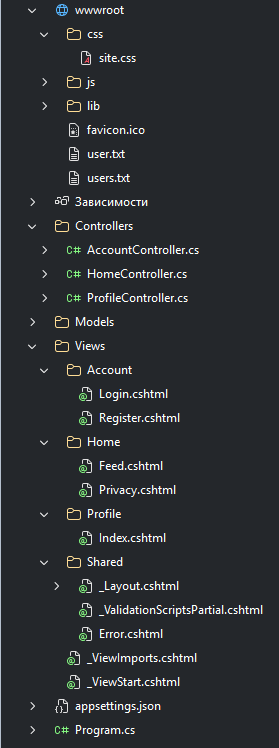 wwwroot
css
site.css
js
lib
favicon.ico
user.txt
users.txt
Зависимости
Controllers
C# AccountController.cs
C# HomeController.cs
C# ProfileController.cs
Models
Views
Account
Login.cshtml
Register.cshtml
Home
Feed.cshtml
Privacy.cshtml
Profile
Index.cshtml
Shared
_Layout.cshtml
_ValidationScriptsPartial.cshtml
Error.cshtml
_ViewImports.cshtml
_ViewStart.cshtml
appsettings.json
C# Program.cs